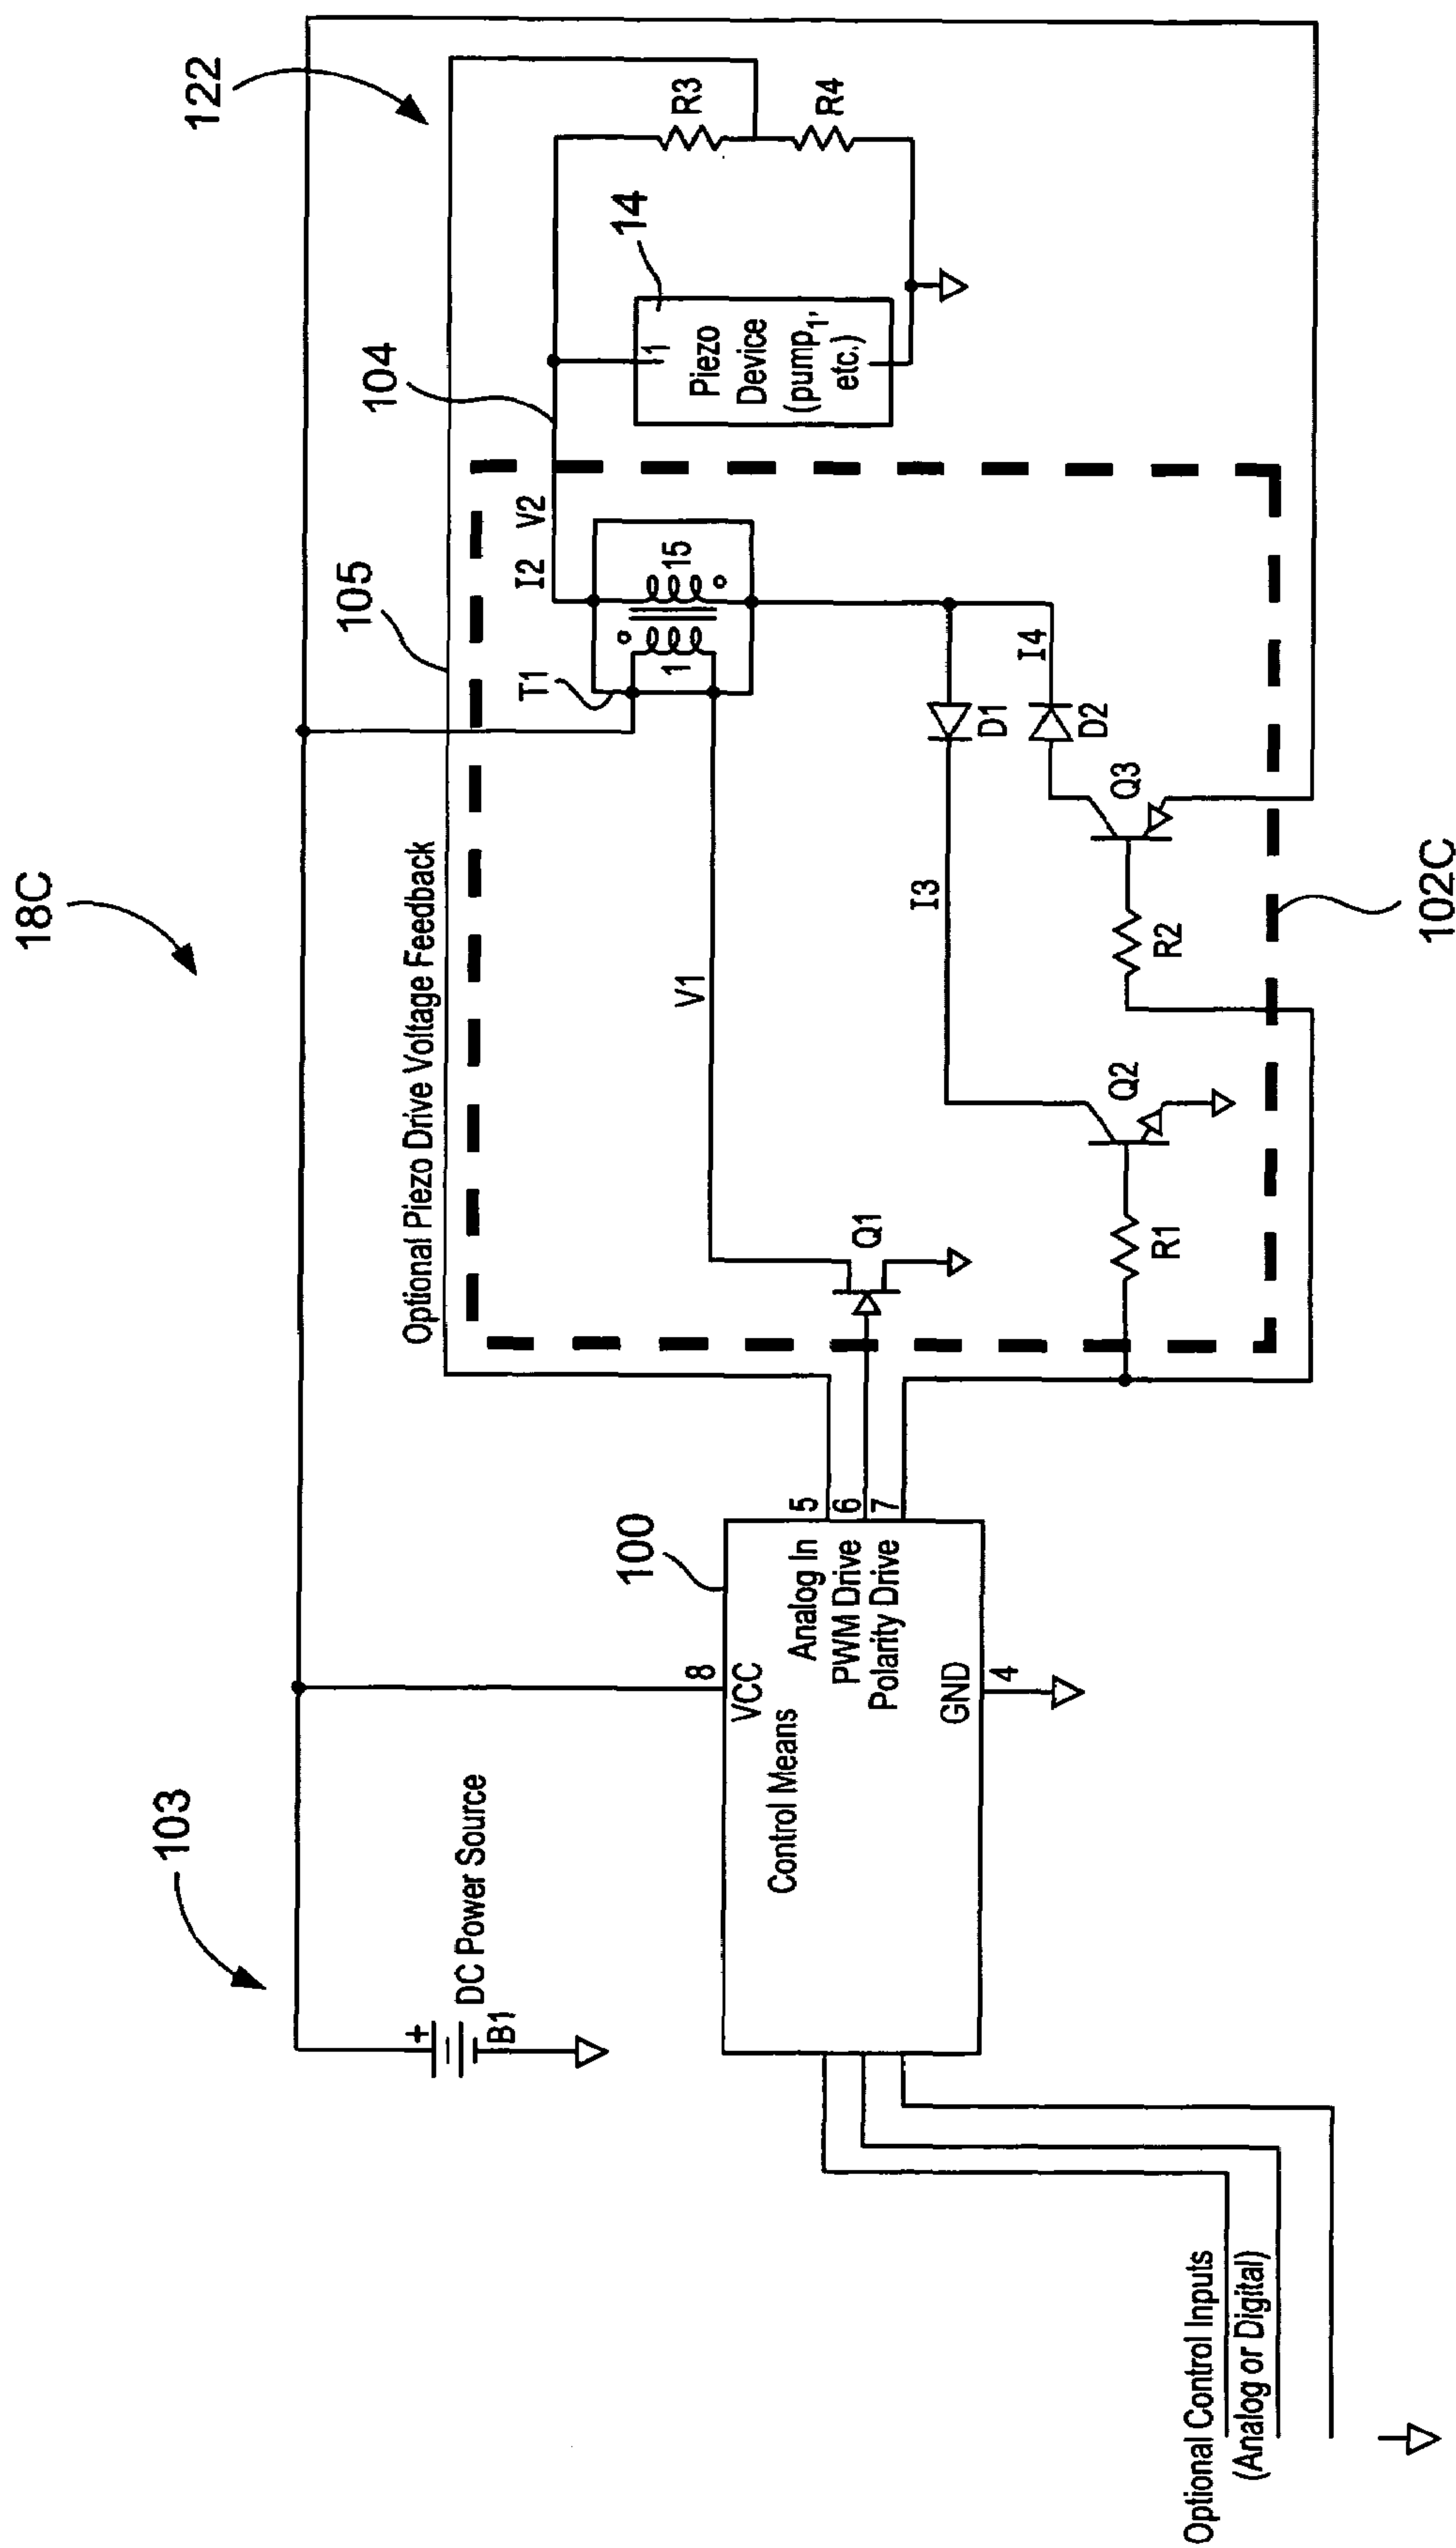 18C
103
122
105
104
14
DC Power Source
+
B1
Optional Piezo Drive Voltage Feedback
I2
V2
T1
1
15
V1
1
Piezo
Device
(pump1,
etc.)
R3
R4
100
8
VCC
Control Means
Analog In
5
PWM Drive
6
Polarity Drive
7
GND
4
Q1
I3
D1
I4
D2
Q2
R1
Q3
R2
102C
Optional Control Inputs
(Analog or Digital)